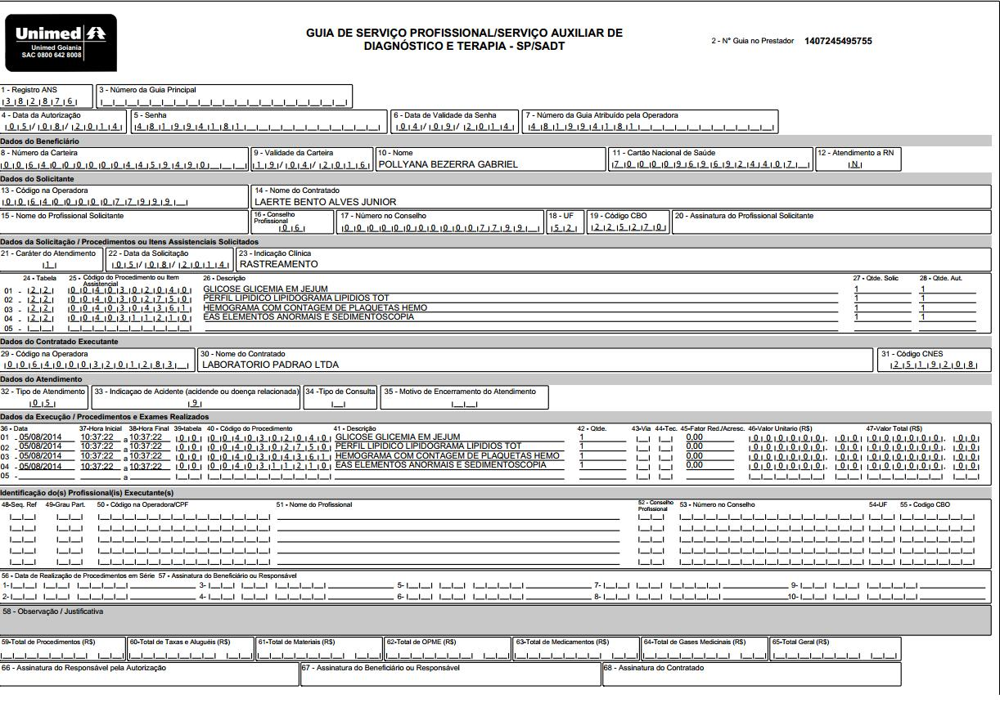 Unimed
Unimed Goiania
SAC 0800 642 8008
GUIA DE SERVIÇO PROFISSIONAL/SERVIÇO AUXILIAR DE
DIAGNÓSTICO E TERAPIA - SP/SADT
2 - N° Guia no Prestador 1407245495755
1 - Registro ANS 3 - Número da Guia Principal
382876
4 - Data da Autorização 5 - Senha 6 - Data de Validade da Senha 7 - Número da Guia Atribuído pela Operadora
05/08/2014 481994181 04/09/2014 481994181
Dados do Beneficiário
8 - Número da Carteira 9 - Validade da Carteira 10 - Nome 11 - Cartão Nacional de Saúde 12 - Atendimento a RN
00640000004459490 19/04/2016 POLLYANA BEZERRA GABRIEL 700009696924407 N
Dados do Solicitante
13 - Código na Operadora 14 - Nome do Contratado
0064000007799 LAERTE BENTO ALVES JUNIOR
15 - Nome do Profissional Solicitante 16 - Conselho Profissional 17 - Número no Conselho 18 - UF 19 - Código CBO 20 - Assinatura do Profissional Solicitante
06 000000000007799 52 225270
Dados da Solicitação / Procedimentos ou Itens Assistenciais Solicitados
21 - Caráter do Atendimento 22 - Data da Solicitação 23 - Indicação Clínica
1 05/08/2014 RASTREAMENTO
24 - Tabela 25 - Código do Procedimento ou Item Assistencial 26 - Descrição 27 - Qtde. Solic 28 - Qtde. Aut.
01 - 22 0040302040 GLICOSE GLICEMIA EM JEJUM 1 1
02 - 22 0040302750 PERFIL LIPIDICO LIPIDOGRAMA LIPIDIOS TOT 1 1
03 - 22 0040304361 HEMOGRAMA COM CONTAGEM DE PLAQUETAS HEMO 1 1
04 - 22 0040311210 EAS ELEMENTOS ANORMAIS E SEDIMENTOSCOPIA 1 1
05 -
Dados do Contratado Executante
29 - Código na Operadora 30 - Nome do Contratado 31 - Código CNES
00640003201283 LABORATORIO PADRAO LTDA 2519208
Dados do Atendimento
32 - Tipo de Atendimento 33 - Indicaçao de Acidente (acidende ou doença relacionada) 34 -Tipo de Consulta 35 - Motivo de Encerramento do Atendimento
05 9
Dados da Execução / Procedimentos e Exames Realizados
36 - Data 37-Hora Inicial 38-Hora Final 39-tabela 40 - Código do Procedimento 41 - Descrição 42 - Qtde. 43-Via 44-Tec. 45-Fator Red./Acresc. 46-Valor Unitario (R$) 47-Valor Total (R$)
01 - 05/08/2014 10:37:22 a 10:37:22 00 0040302040 GLICOSE GLICEMIA EM JEJUM 1 0,00 000000.00 000000.00
02 - 05/08/2014 10:37:22 a 10:37:22 00 0040302750 PERFIL LIPIDICO LIPIDOGRAMA LIPIDIOS TOT 1 0,00 000000.00 000000.00
03 - 05/08/2014 10:37:22 a 10:37:22 00 0040304361 HEMOGRAMA COM CONTAGEM DE PLAQUETAS HEMO 1 0,00 000000.00 000000.00
04 - 05/08/2014 10:37:22 a 10:37:22 00 0040311210 EAS ELEMENTOS ANORMAIS E SEDIMENTOSCOPIA 1 0,00 000000.00 000000.00
05 - a
Identificação do(s) Profissional(is) Executante(s)
48-Seq. Ref 49-Grau Part. 50 - Código na Operadora/CPF 51 - Nome do Profissional 52 - Conselho Profissional 53 - Número no Conselho 54-UF 55 - Codigo CBO
56 - Data de Realização de Procedimentos em Série 57 - Assinatura do Beneficiário ou Responsável
1- 3- 5- 7- 9-
2- 4- 6- 8- 10-
58 - Observação / Justificativa
59-Total de Procedimentos (R$) 60-Total de Taxas e Aluguéis (R$) 61-Total de Materiais (R$) 62-Total de OPME (R$) 63-Total de Medicamentos (R$) 64-Total de Gases Medicinais (R$) 65-Total Geral (R$)
66 - Assinatura do Responsável pela Autorização 67 - Assinatura do Beneficiário ou Responsável 68 - Assinatura do Contratado